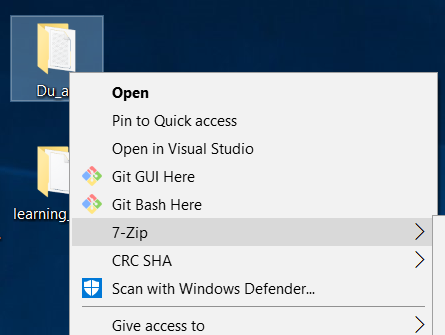 Du_a
learning_
Open
Pin to Quick access
Open in Visual Studio
Git GUI Here
Git Bash Here
7-Zip
CRC SHA
Scan with Windows Defender...
Give access to